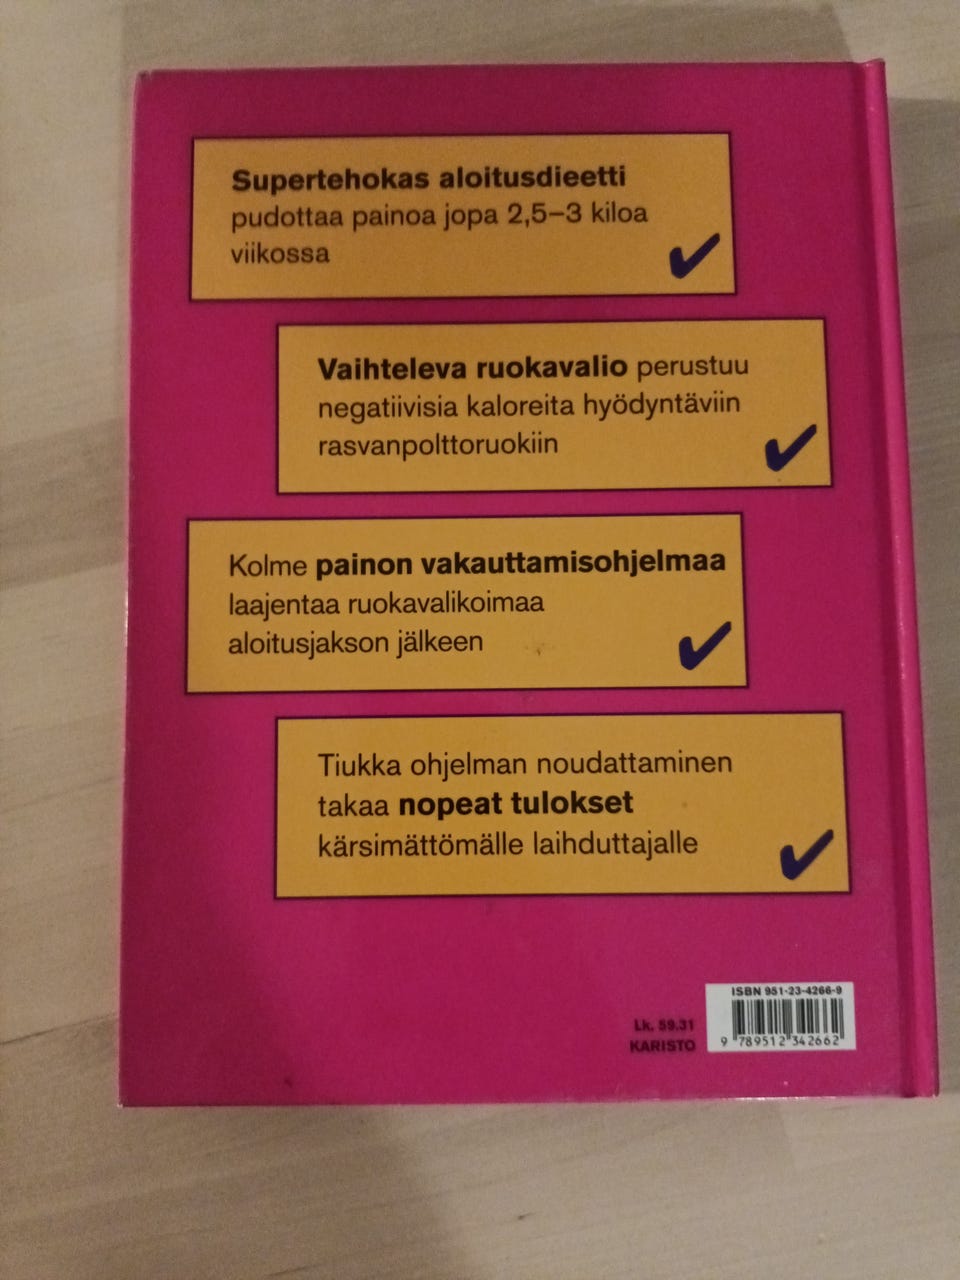 Supertehokas aloitusdieetti
pudottaa painoa jopa 2,5–3 kiloa
viikossa
Vaihteleva ruokavalio perustuu
negatiivisia kaloreita hyödyntäviin
rasvanpolttoruokiin
Kolme painon vakauttamisohjelmaa
laajentaa ruokavalikoimaa
aloitusjakson jälkeen
Tiukka ohjelman noudattaminen
takaa nopeat tulokset
kärsimättömälle laihduttajalle
Lk. 59.31
KARISTO
ISBN 951-23-4266-9
9 789512 342662